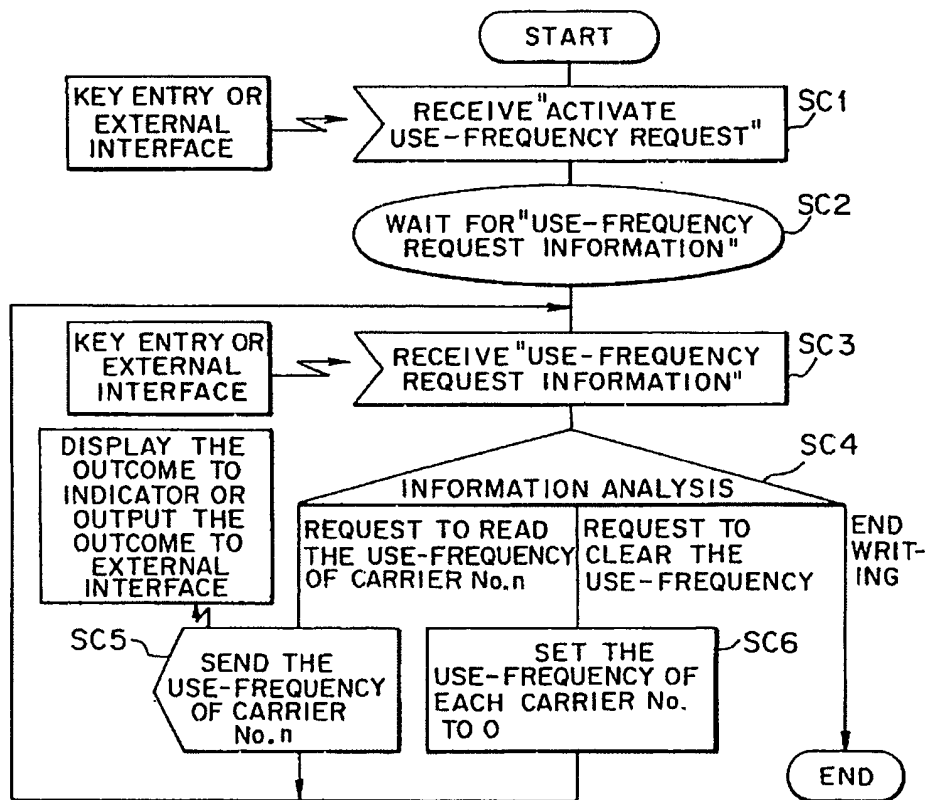 START
KEY ENTRY OR
EXTERNAL
INTERFACE
RECEIVE "ACTIVATE
USE-FREQUENCY REQUEST"
SC1
WAIT FOR "USE-FREQUENCY
REQUEST INFORMATION"
SC2
KEY ENTRY OR
EXTERNAL
INTERFACE
RECEIVE "USE-FREQUENCY
REQUEST INFORMATION"
SC3
DISPLAY THE
OUTCOME TO
INDICATOR OR
OUTPUT THE
OUTCOME TO
EXTERNAL
INTERFACE
SC4
INFORMATION ANALYSIS
REQUEST TO READ
THE USE-FREQUENCY
OF CARRIER No.n
REQUEST TO
CLEAR THE
USE-FREQUENCY
END
WRIT-
ING
SC5
SEND THE
USE-FREQUENCY
OF CARRIER
No.n
SC6
SET THE
USE-FREQUENCY OF
EACH CARRIER No.
TO 0
END